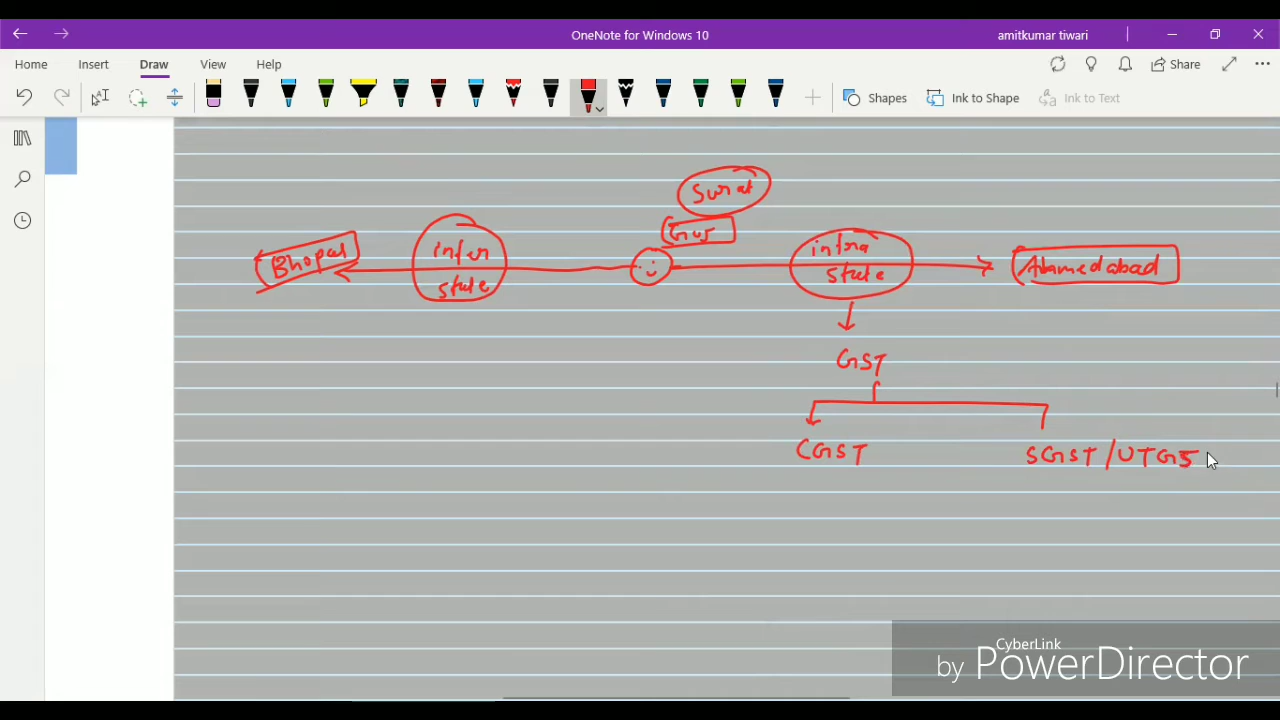 OneNote for Windows 10
amitkumar tiwari
Home Insert Draw View Help
Share
Shapes
Ink to Shape
Ink to Text
Surat
Guj
Bhopal
inter
state
intra
state
Ahmedabad
GST
CGST
SGST/UTGS
CyberLink
by PowerDirector